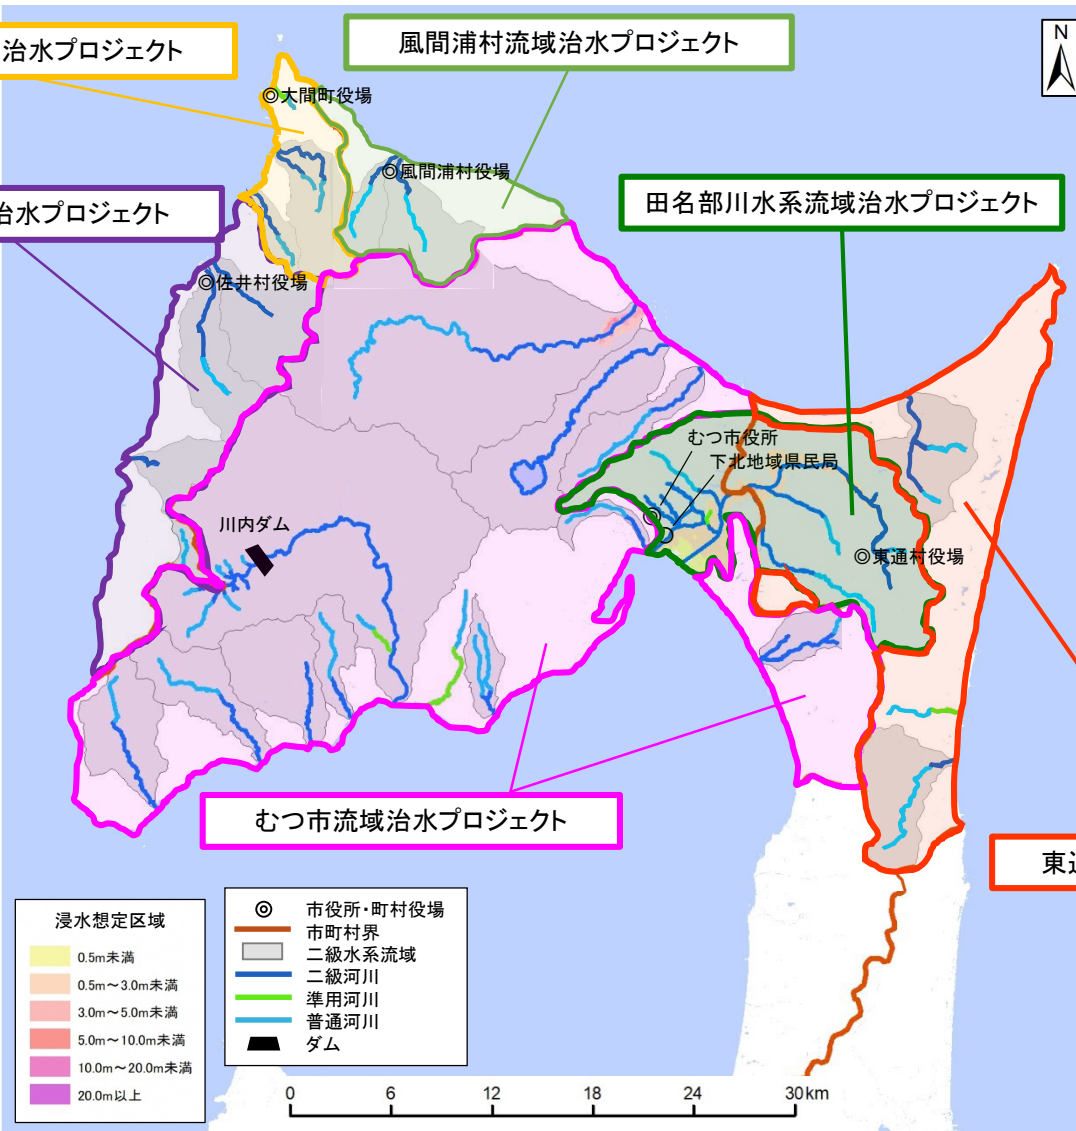 治水プロジェクト
風間浦村流域治水プロジェクト
N
◎大間町役場
◎風間浦村役場
治水プロジェクト
田名部川水系流域治水プロジェクト
◎佐井村役場
むつ市役所
下北地域県民局
川内ダム
◎東通村役場
むつ市流域治水プロジェクト
東通
浸水想定区域
0.5m未満
0.5m~3.0m未満
3.0m~5.0m未満
5.0m~10.0m未満
10.0m~20.0m未満
20.0m以上
◎ 市役所・町村役場
市町村界
二級水系流域
二級河川
準用河川
普通河川
ダム
0 6 12 18 24 30km